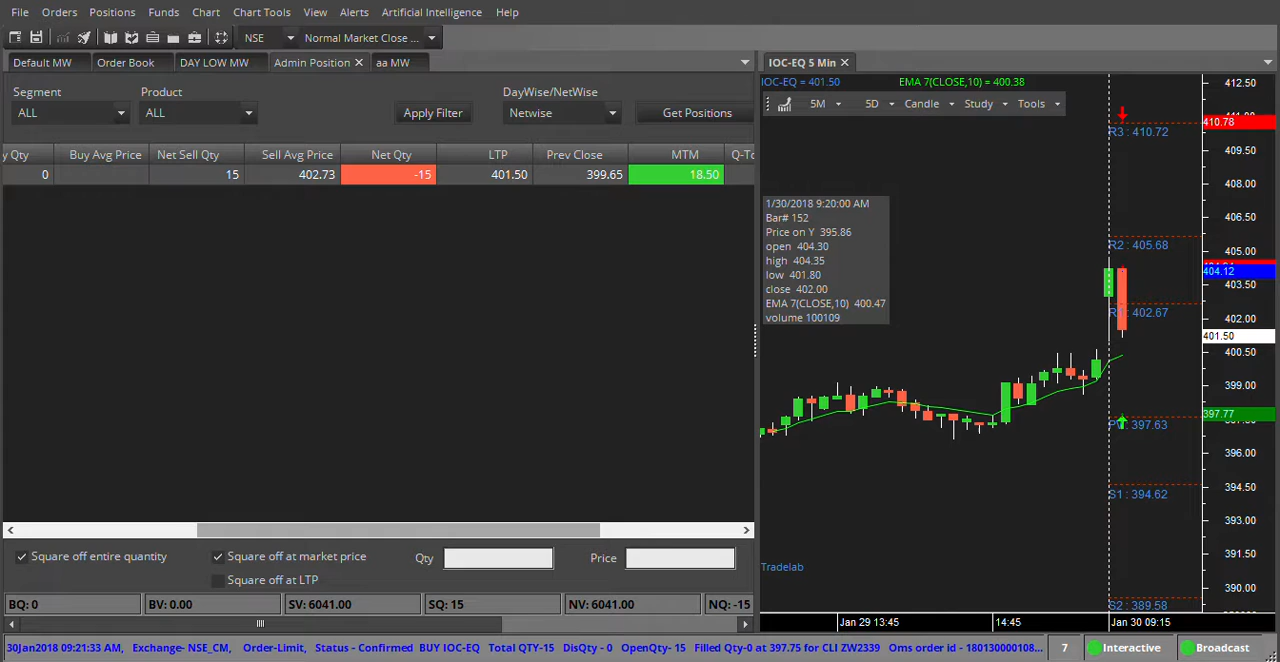 File Orders Positions Funds Chart Chart Tools View Alerts Artificial Intelligence Help
NSE Normal Market Close ...
Default MW Order Book DAY LOW MW Admin Position aa MW
Segment Product DayWise/NetWise
ALL ALL Apply Filter Netwise Get Positions
y Qty Buy Avg Price Net Sell Qty Sell Avg Price Net Qty LTP Prev Close MTM Q-To
0 15 402.73 -15 401.50 399.65 18.50
Square off entire quantity Square off at market price Qty Price
Square off at LTP
BQ: 0 BV: 0.00 SV: 6041.00 SQ: 15 NV: 6041.00 NQ: -15
IOC-EQ 5 Min
IOC-EQ = 401.50 EMA 7(CLOSE,10) = 400.38
5M 5D Candle Study Tools
1/30/2018 9:20:00 AM
Bar# 152
Price on Y 395.86
open 404.30
high 404.35
low 401.80
close 402.00
EMA 7(CLOSE,10) 400.47
volume 100109
R3 : 410.72
R2 : 405.68
402.67
397.63
S1 : 394.62
S2 : 389.58
Tradelab
412.50
410.78
409.50
408.00
406.50
405.00
404.12
403.50
402.00
401.50
400.50
399.00
397.77
396.00
394.50
393.00
391.50
390.00
Jan 29 13:45 14:45 Jan 30 09:15
30Jan2018 09:21:33 AM, Exchange- NSE_CM, Order-Limit, Status - Confirmed BUY IOC-EQ Total QTY-15 DisQty - 0 OpenQty- 15 Filled Qty-0 at 397.75 for CLI ZW2339 Oms order id - 180130000108... 7 Interactive Broadcast